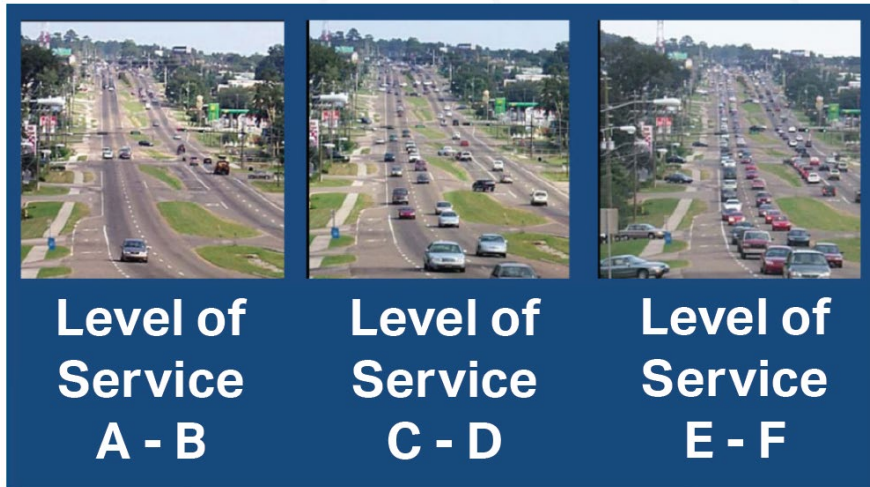 Level of
Service
A - B
Level of
Service
C - D
Level of
Service
E - F